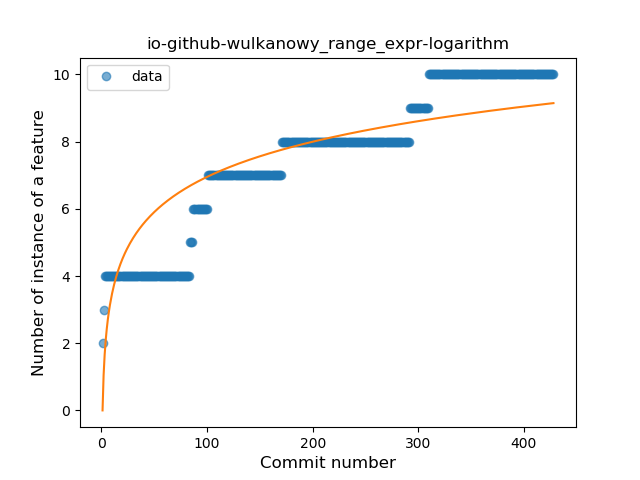 io-github-wulkanowy_range_expr-logarithm
data
Number of instance of a feature
10
8
6
4
2
0
0 100 200 300 400
Commit number